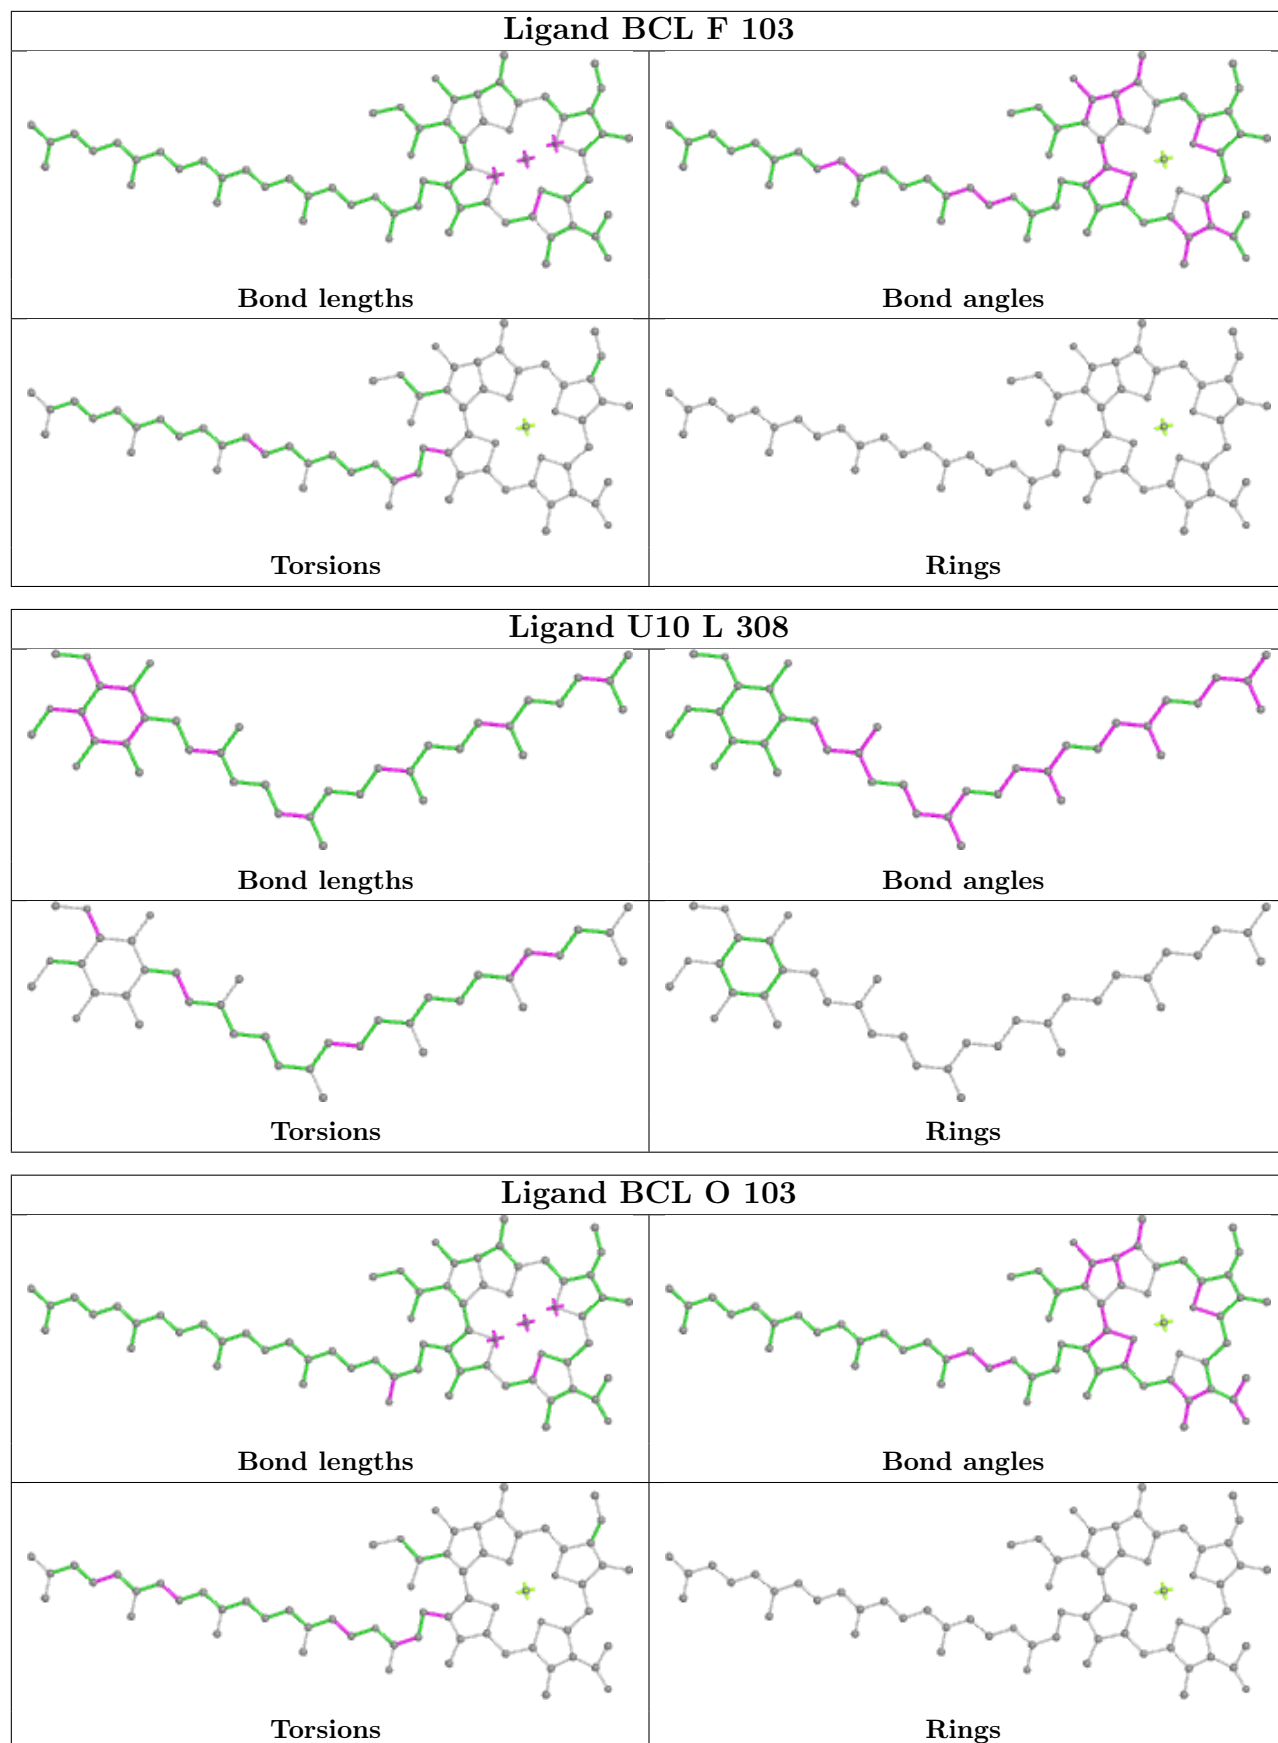 Ligand BCL F 103
Bond lengths
Bond angles
Torsions
Rings
Ligand U10 L 308
Bond lengths
Bond angles
Torsions
Rings
Ligand BCL O 103
Bond lengths
Bond angles
Torsions
Rings